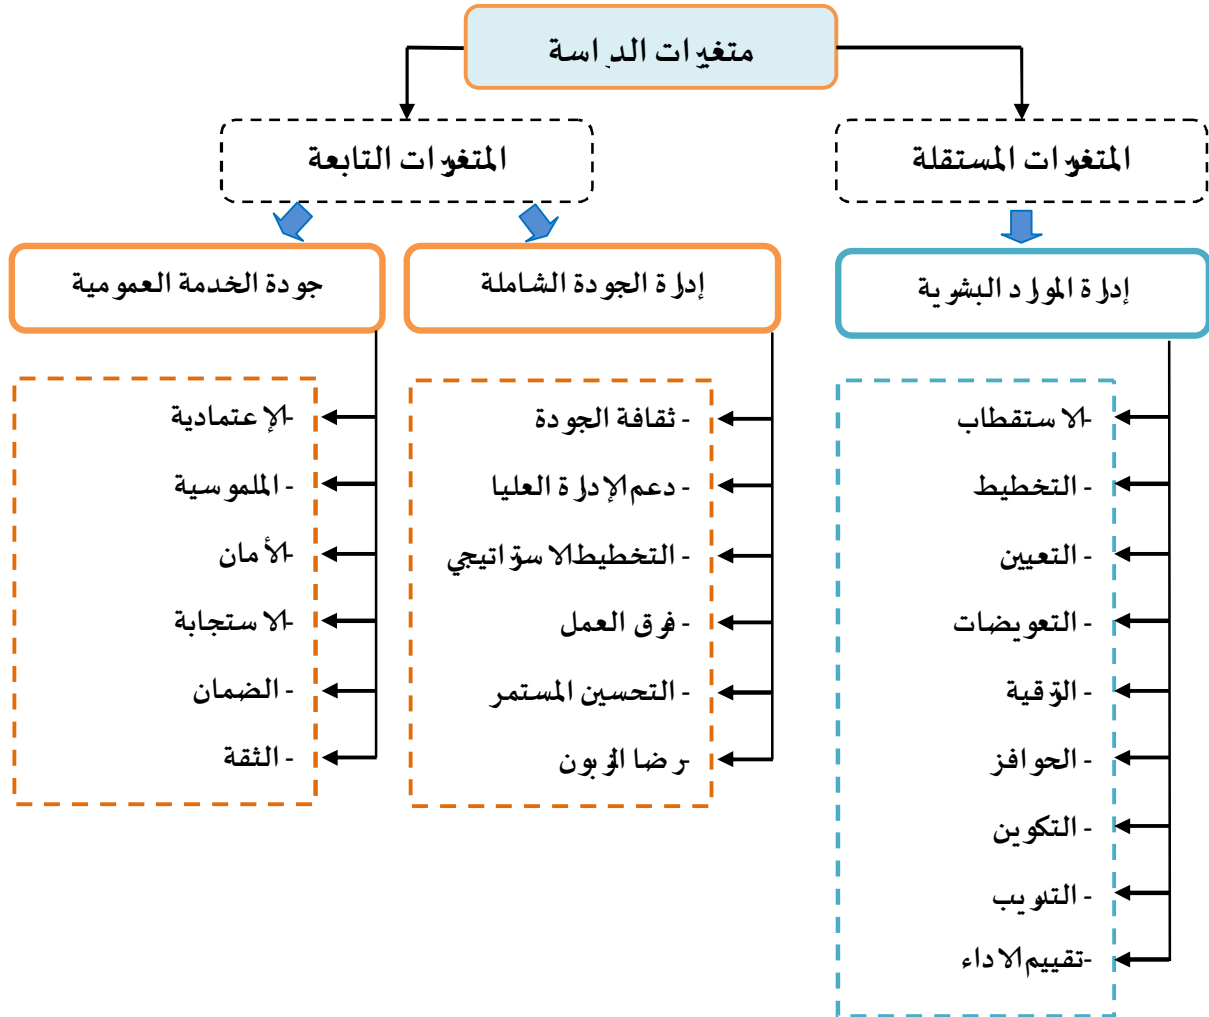 متغيرات الدراسة
المتغيرات المستقلة
المتغيرات التابعة
إدارة الموارد البشرية
إدارة الجودة الشاملة
جودة الخدمة العمومية
-الاستقطاب
- التخطيط
- التعيين
- التعويضات
- الترقية
- الحوافز
- التكوين
- التدريب
-تقييم الاداء
- ثقافة الجودة
- دعم الإدارة العليا
- التخطيط الاستراتيجي
- فرق العمل
- التحسين المستمر
-رضا الزبون
-الإعتمادية
- الملموسية
-الأمان
-الاستجابة
- الضمان
- الثقة